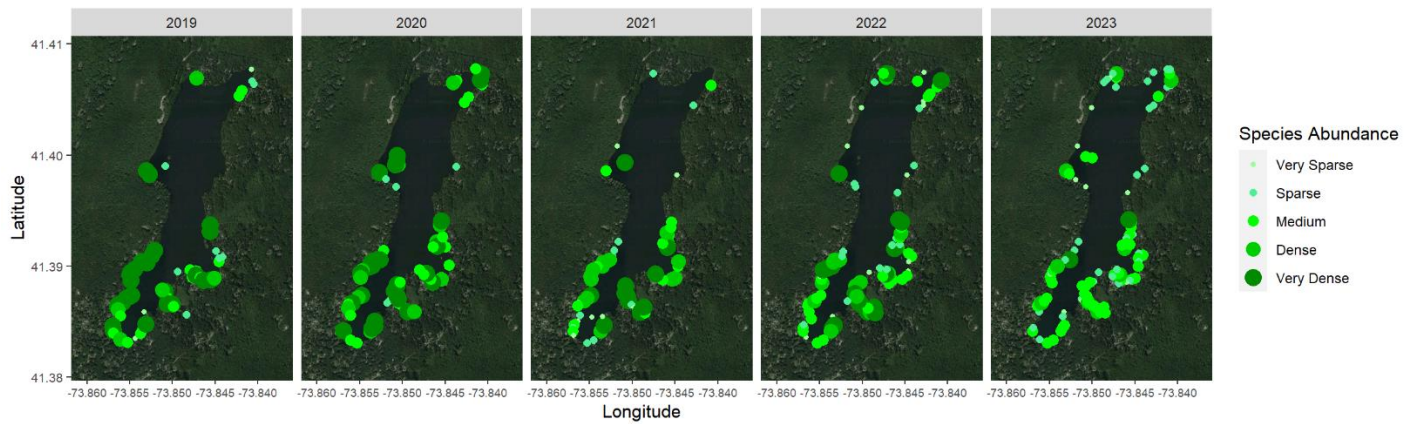 2019 2020 2021 2022 2023
41.41
41.40
41.39
41.38
Latitude
-73.860 -73.855 -73.850 -73.845 -73.840 -73.860 -73.855 -73.850 -73.845 -73.840 -73.860 -73.855 -73.850 -73.845 -73.840 -73.860 -73.855 -73.850 -73.845 -73.840 -73.860 -73.855 -73.850 -73.845 -73.840
Longitude
Species Abundance
Very Sparse
Sparse
Medium
Dense
Very Dense